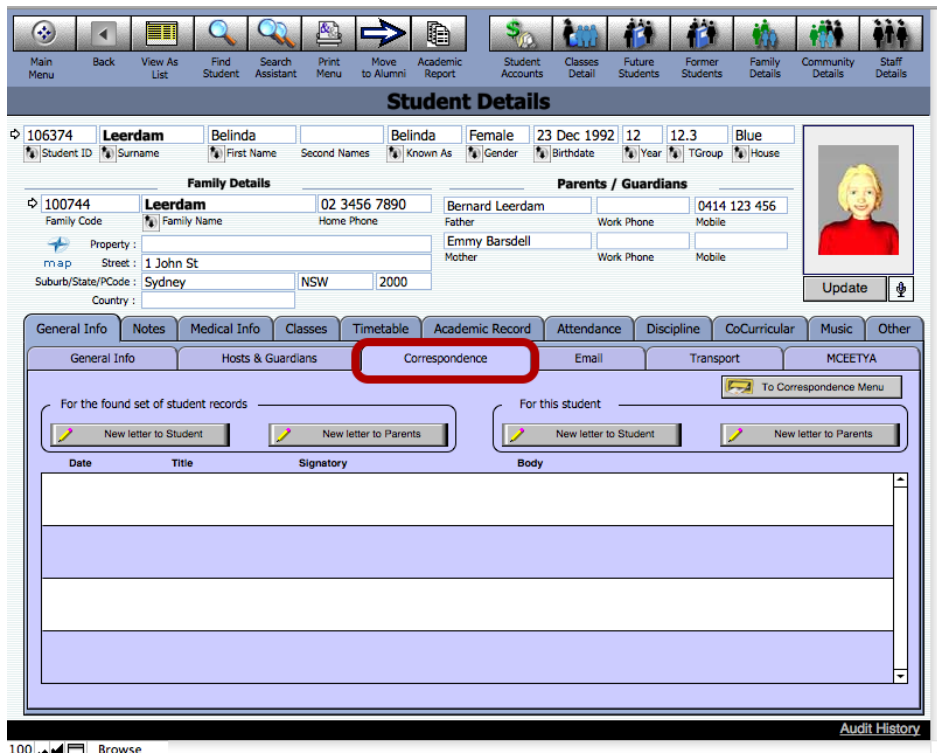 Main Menu Back View As List Find Student Search Assistant Print Menu Move to Alumni Academic Report Student Accounts Classes Detail Future Students Former Students Family Details Community Details Staff Details
Student Details
106374 Leerdam Belinda Belinda Female 23 Dec 1992 12 12.3 Blue
Student ID Surname First Name Second Names Known As Gender Birthdate Year TGroup House
Family Details Parents / Guardians
100744 Leerdam 02 3456 7890 Bernard Leerdam 0414 123 456
Family Code Family Name Home Phone Father Work Phone Mobile
Property : Emmy Barsdell
map Street : 1 John St Mother Work Phone Mobile
Suburb/State/PCode : Sydney NSW 2000
Update
Country :
General Info Notes Medical Info Classes Timetable Academic Record Attendance Discipline CoCurricular Music Other
General Info Hosts & Guardians Correspondence Email Transport MCEETYA
To Correspondence Menu
For the found set of student records For this student
New letter to Student New letter to Parents New letter to Student New letter to Parents
Date Title Signatory Body
Audit History
100 Browse